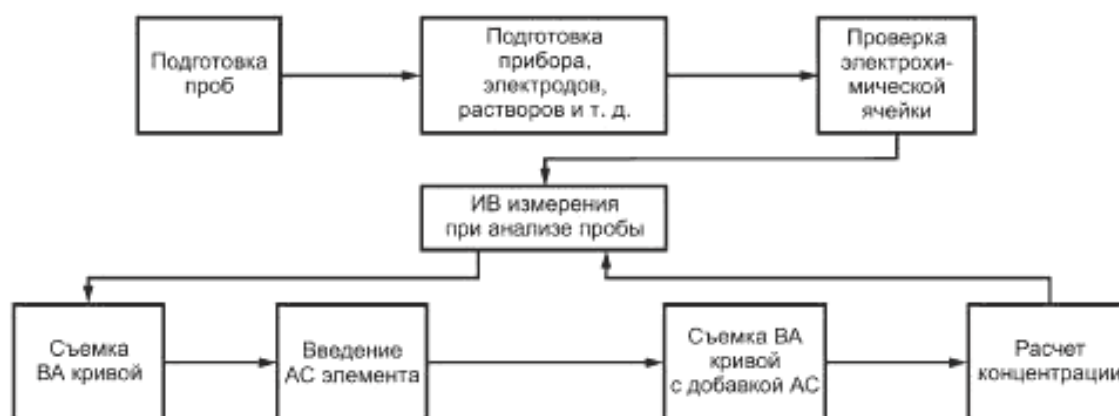 Подготовка
проб
Подготовка
прибора,
электродов,
растворов и т. д.
Проверка
электрохи-
мической
ячейки
ИВ измерения
при анализе пробы
Съемка
ВА кривой
Введение
АС элемента
Съемка ВА
кривой
с добавкой АС
Расчет
концентрации